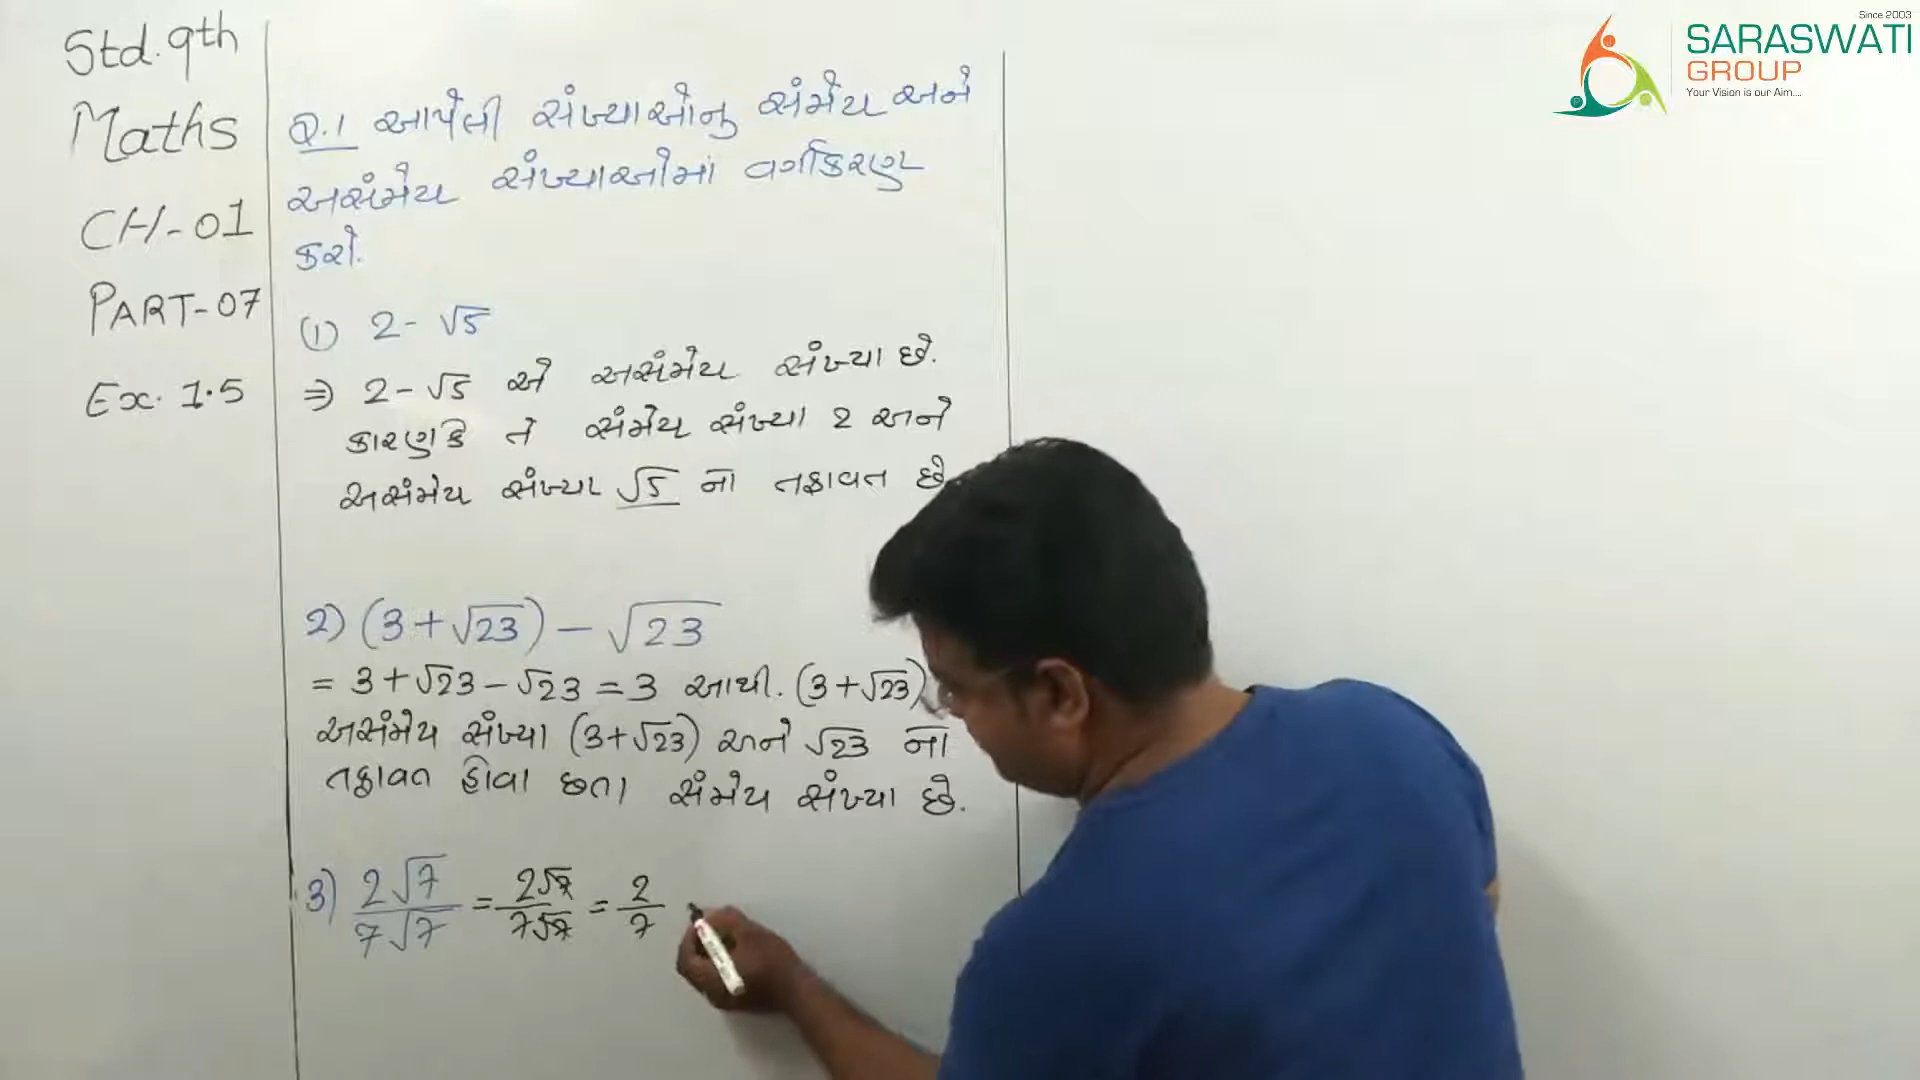 Std. 9th
Maths
CH-01
PART-07
Ex. 1.5
Q.1 આપેલી સંખ્યાઓનુ સંમેય અને
અસંમેય સંખ્યાઓમાં વર્ગીકરણ
કરો.
(1) 2-√5
⇒ 2-√5 એ અસંમેય સંખ્યા છે.
કારણ કે તે સંમેય સંખ્યા 2 અને
અસંમેય સંખ્યા √5 ના તફાવત છે
2) (3+√23) - √23
= 3+√23-√23 = 3 આથી. (3+√23)
અસંમેય સંખ્યા (3+√23) અને √23 ના
તફાવત હોવા છતા સંમેય સંખ્યા છે.
3) 2√7/7√7 = 2√7/7√7 = 2/7
Since 2003
SARASWATI
GROUP
Your Vision is our Aim....